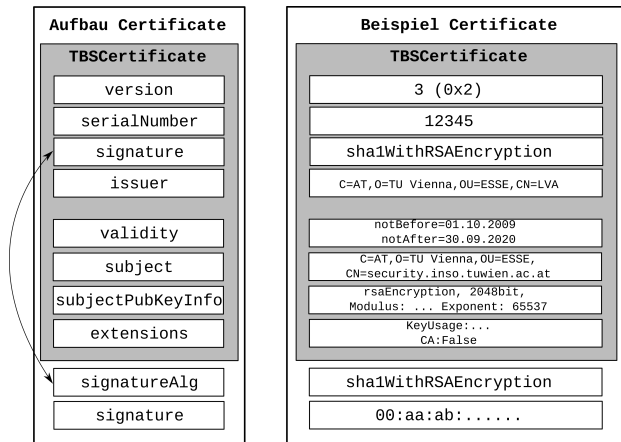 Aufbau Certificate
TBSCertificate
version
serialNumber
signature
issuer
validity
subject
subjectPubKeyInfo
extensions
signatureAlg
signature
Beispiel Certificate
TBSCertificate
3 (0x2)
12345
sha1WithRSAEncryption
C=AT,O=TU Vienna,OU=ESSE,CN=LVA
notBefore=01.10.2009
notAfter=30.09.2020
C=AT,O=TU Vienna,OU=ESSE,
CN=security.inso.tuwien.ac.at
rsaEncryption, 2048bit,
Modulus: ... Exponent: 65537
KeyUsage:...
CA:False
sha1WithRSAEncryption
00:aa:ab:......